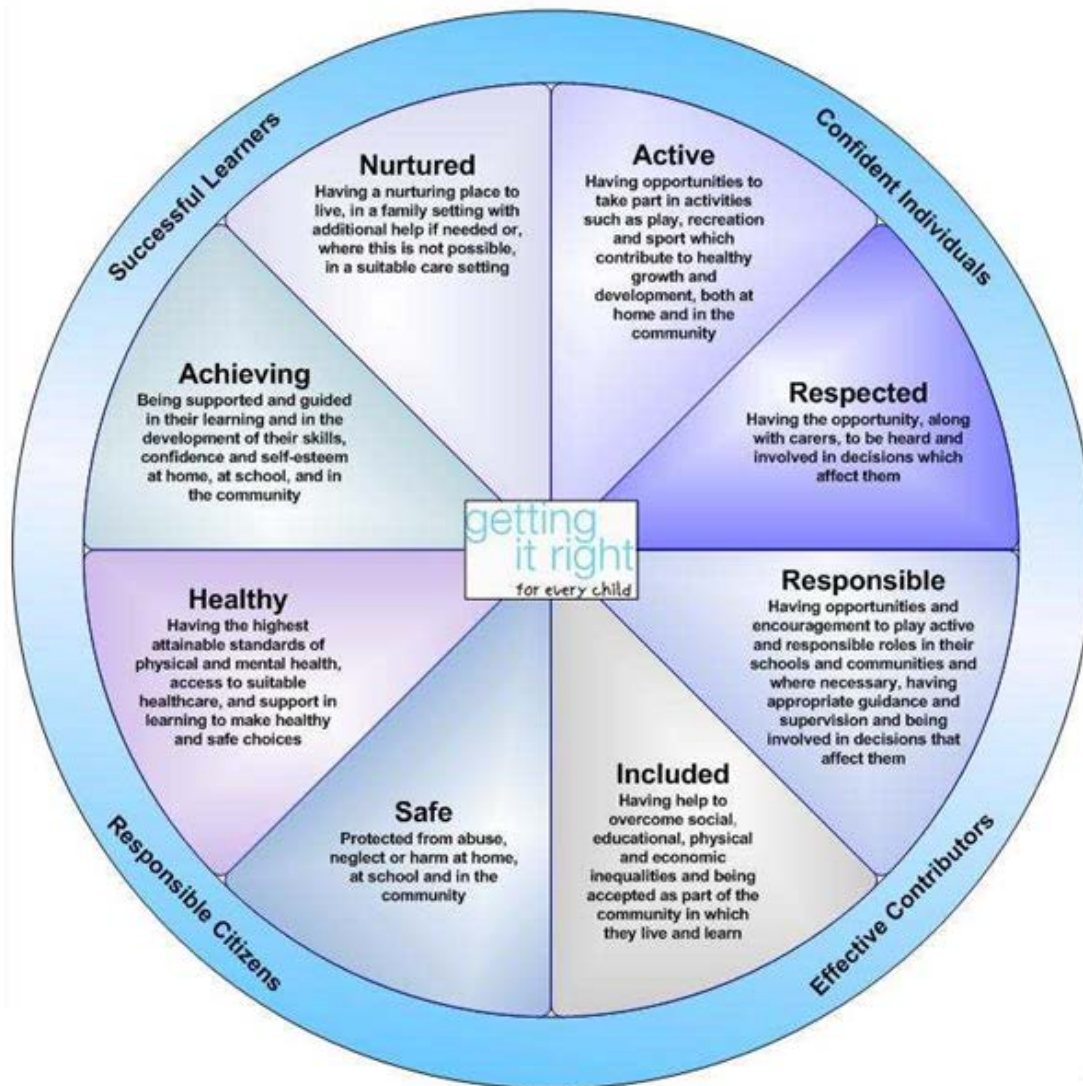 Successful Learners
Confident Individuals
Nurtured
Having a nurturing place to
live, in a family setting with
additional help if needed or,
where this is not possible,
in a suitable care setting
Active
Having opportunities to
take part in activities
such as play, recreation
and sport which
contribute to healthy
growth and
development, both at
home and in the
community
Achieving
Being supported and guided
in their learning and in the
development of their skills,
confidence and self-esteem
at home, at school, and in
the community
Respected
Having the opportunity, along
with carers, to be heard and
involved in decisions which
affect them
getting
it right
for every child
Healthy
Having the highest
attainable standards of
physical and mental health,
access to suitable
healthcare, and support in
learning to make healthy
and safe choices
Responsible
Having opportunities and
encouragement to play active
and responsible roles in their
schools and communities and
where necessary, having
appropriate guidance and
supervision and being
involved in decisions that
affect them
Safe
Protected from abuse,
neglect or harm at home,
at school and in the
community
Included
Having help to
overcome social,
educational, physical
and economic
inequalities and being
accepted as part of the
community in which
they live and learn
Responsible Citizens
Effective Contributors